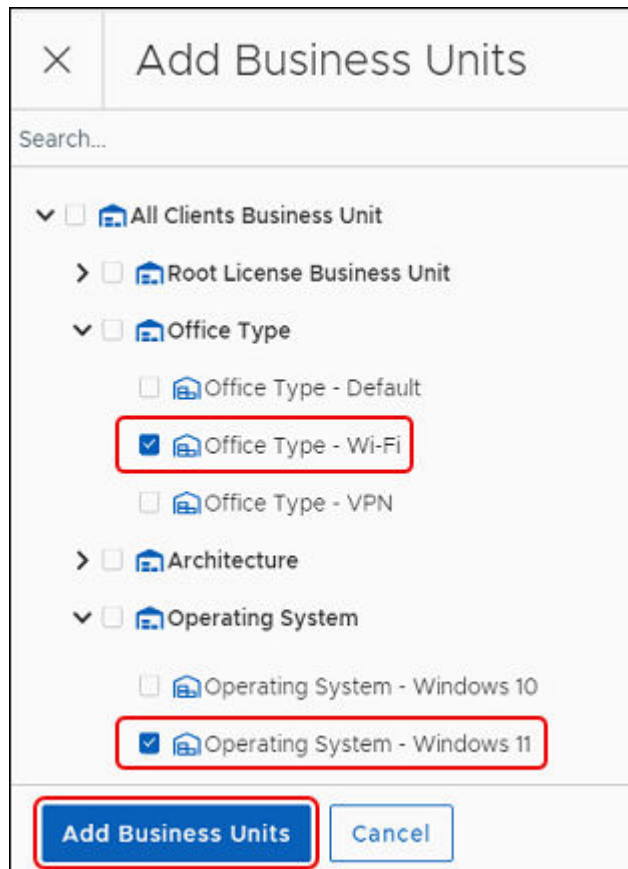 Add Business Units
Search...
All Clients Business Unit
Root License Business Unit
Office Type
Office Type - Default
Office Type - Wi-Fi
Office Type - VPN
Architecture
Operating System
Operating System - Windows 10
Operating System - Windows 11
Add Business Units Cancel